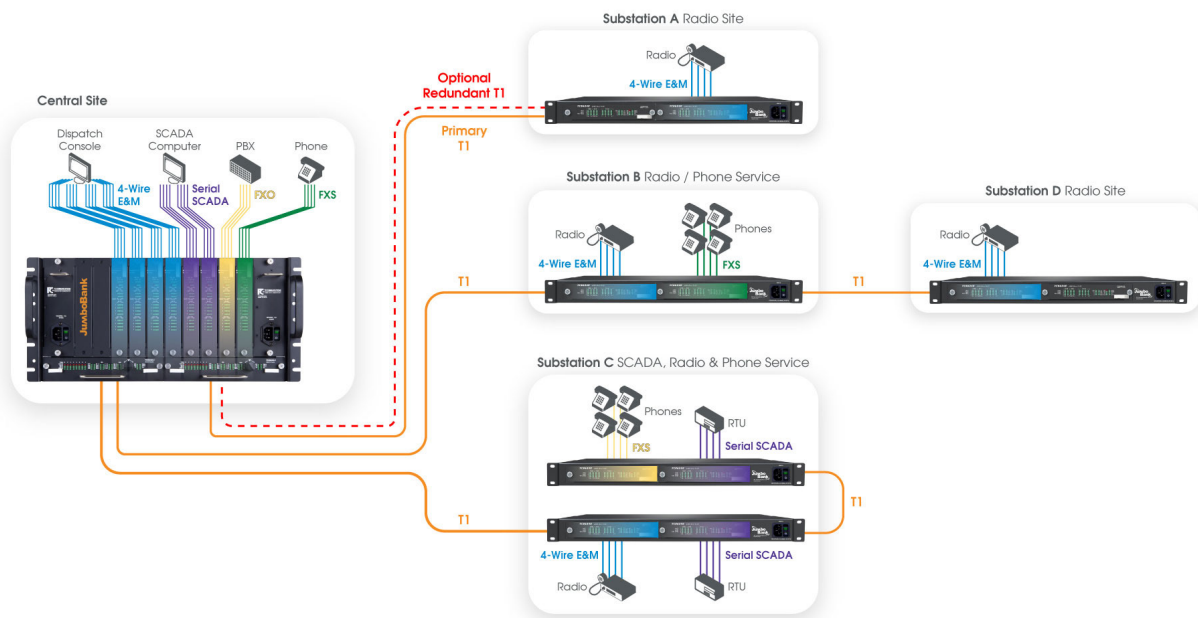 Substation A Radio Site
Radio
4-Wire E&M
Optional
Redundant T1
Primary
T1
Central Site
Dispatch
Console
SCADA
Computer
PBX
Phone
4-Wire
E&M
Serial
SCADA
FXO
FXS
JumboBank
Substation B Radio / Phone Service
Radio
Phones
4-Wire E&M
FXS
T1
T1
Substation D Radio Site
Radio
4-Wire E&M
Substation C SCADA, Radio & Phone Service
Phones
RTU
FXS
Serial SCADA
T1
T1
4-Wire E&M
Serial SCADA
Radio
RTU